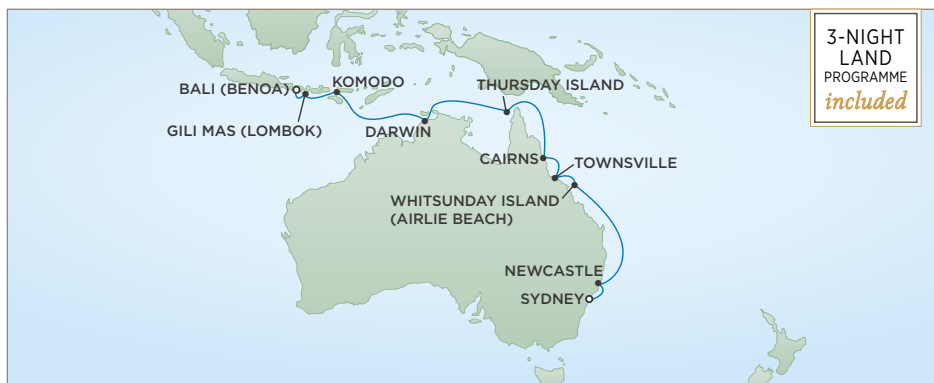 3-NIGHT
LAND
PROGRAMME
included
BALI (BENOA)
KOMODO
THURSDAY ISLAND
GILI MAS (LOMBOK)
DARWIN
CAIRNS
TOWNSVILLE
WHITSUNDAY ISLAND
(AIRLIE BEACH)
NEWCASTLE
SYDNEY